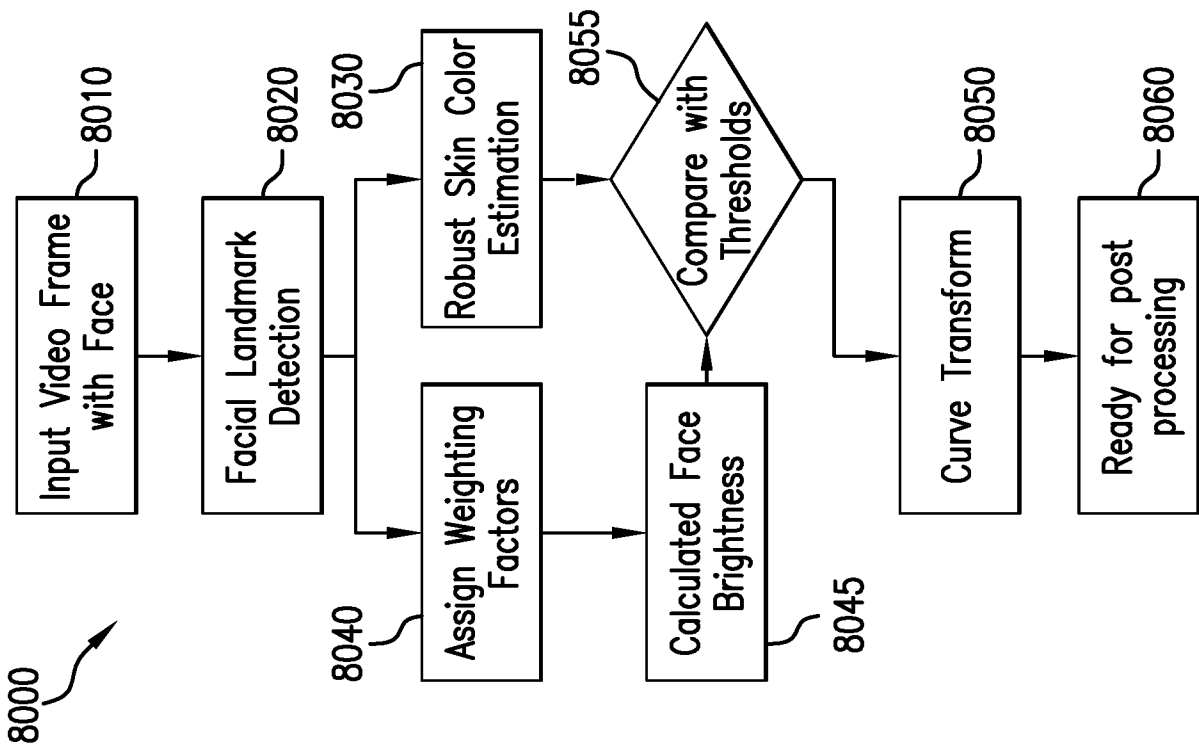 8000
Input Video Frame
with Face
8010
Facial Landmark
Detection
8020
Assign Weighting
Factors
8040
Robust Skin Color
Estimation
8030
Calculated Face
Brightness
8045
Compare with
Thresholds
8055
Curve Transform
8050
Ready for post
processing
8060